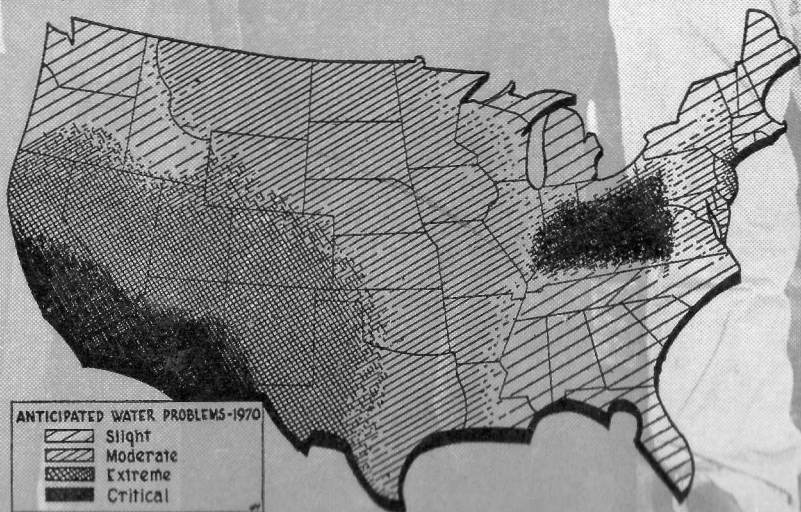 ANTICIPATED WATER PROBLEMS-1970
Slight
Moderate
Extreme
Critical